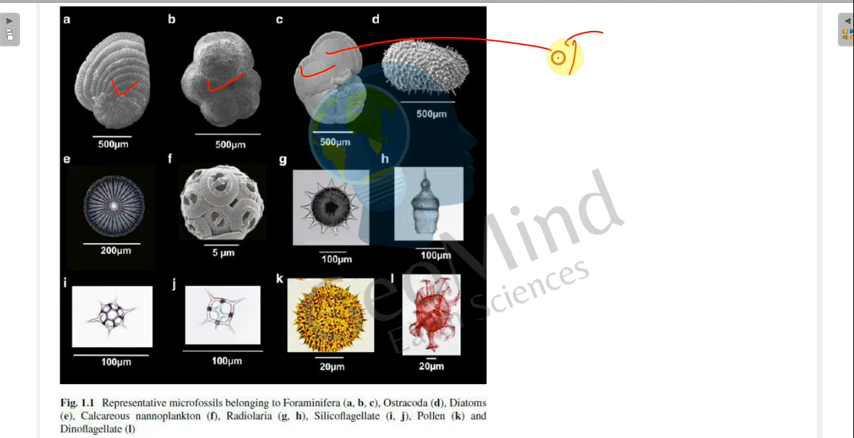 a b c d
500µm 500µm 500µm 500µm
e f g h
200µm 5 µm 100µm 100µm
i j k l
100µm 100µm 20µm 20µm
GeoMind
Earth Sciences
Fig. 1.1 Representative microfossils belonging to Foraminifera (a, b, c), Ostracoda (d), Diatoms
(e), Calcareous nannoplankton (f), Radiolaria (g, h), Silicoflagellate (i, j), Pollen (k) and
Dinoflagellate (l)